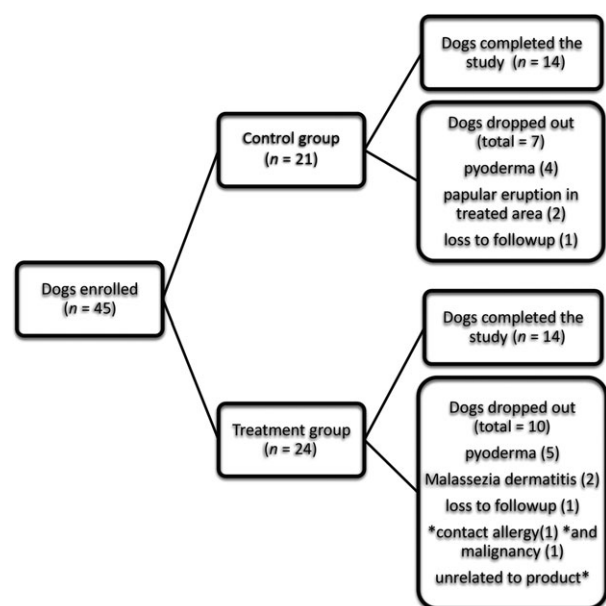 Dogs enrolled
(n = 45)
Control group
(n = 21)
Dogs completed the
study (n = 14)
Dogs dropped out
(total = 7)
pyoderma (4)
papular eruption in
treated area (2)
loss to followup (1)
Treatment group
(n = 24)
Dogs completed the
study (n = 14)
Dogs dropped out
(total = 10)
pyoderma (5)
Malassezia dermatitis (2)
loss to followup (1)
*contact allergy(1) *and
malignancy (1)
unrelated to product*